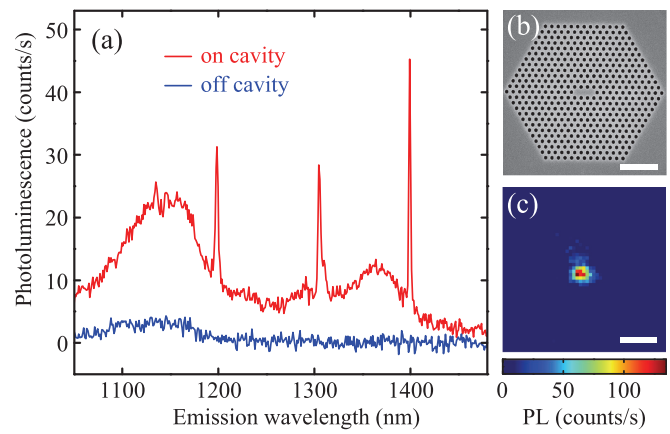 (a)
on cavity
off cavity
Photoluminescence (counts/s)
50
40
30
20
10
0
1100 1200 1300 1400
Emission wavelength (nm)
(b)
(c)
0 50 100
PL (counts/s)